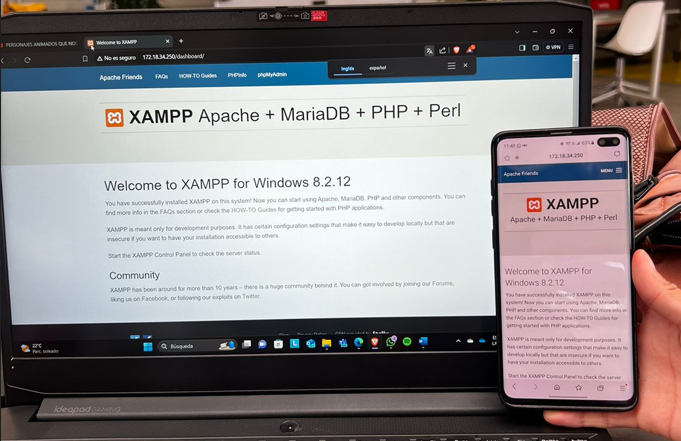 PERSONAJES ANIMADOS QUE NO
Welcome to XAMPP
No es seguro 172.18.34.250/dashboard/
VPN
Apache Friends FAQs HOW-TO Guides PHPInfo phpMyAdmin
inglés español
XAMPP Apache + MariaDB + PHP + Perl
Welcome to XAMPP for Windows 8.2.12
You have successfully installed XAMPP on this system! Now you can start using Apache, MariaDB, PHP and other components. You can
find more info in the FAQs section or check the HOW-TO Guides for getting started with PHP applications.
XAMPP is meant only for development purposes. It has certain configuration settings that make it easy to develop locally but that are
insecure if you want to have your installation accessible to others.
Start the XAMPP Control Panel to check the server status.
Community
XAMPP has been around for more than 10 years – there is a huge community behind it. You can get involved by joining our Forums,
liking us on Facebook, or following our exploits on Twitter.
22°C
Parc. soleado
Búsqueda
ideapad GAMING
11:45
63%
172.18.34.250
Apache Friends MENU
XAMPP
Apache + MariaDB + PHP + Perl
Welcome to XAMPP for
Windows 8.2.12
You have successfully installed XAMPP on this
system! Now you can start using Apache, MariaDB,
PHP and other components. You can find more info in
the FAQs section or check the HOW-TO Guides for
getting started with PHP applications.
XAMPP is meant only for development purposes. It
has certain configuration settings that make it easy to
develop locally but that are insecure if you want to
have your installation accessible to others.
Start the XAMPP Control Panel to check the server